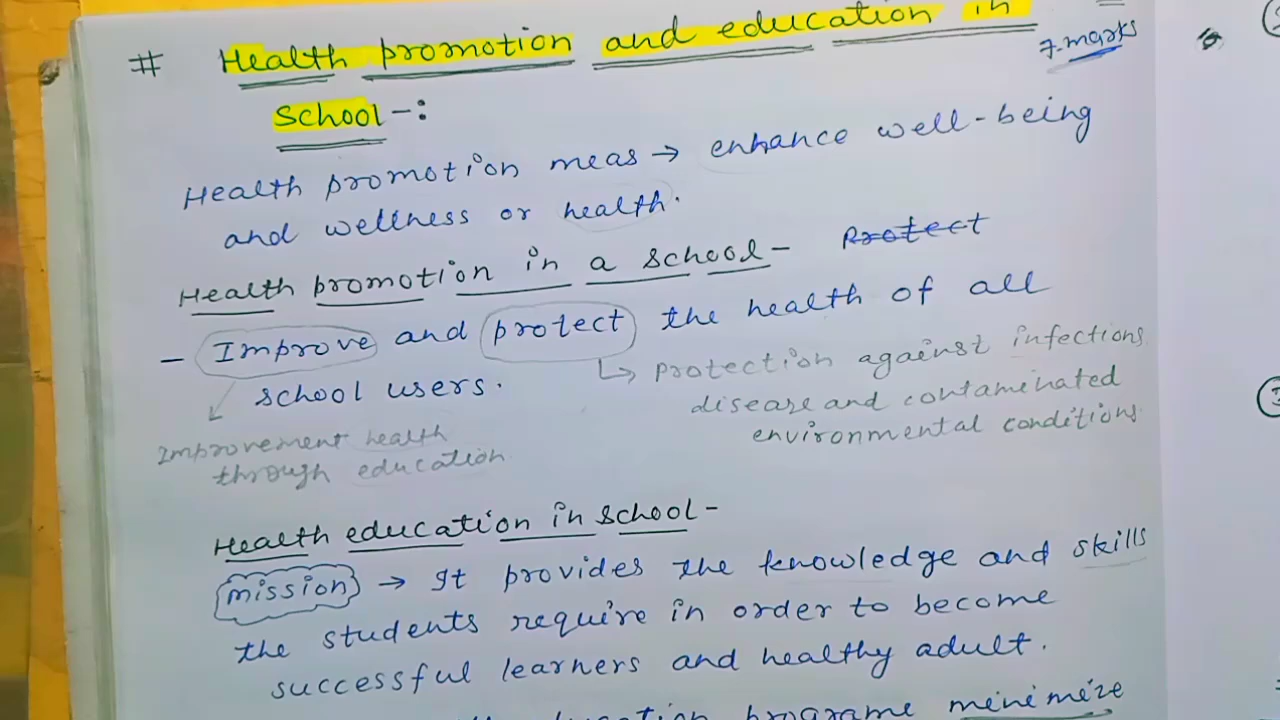 # Health promotion and education in
7 marks
School -:
Health promotion meas → enhance well-being
and wellness or health.
Health promotion in a school - Protect
- Improve and protect the health of all
school users.
Protection against infections
disease and contaminated
environmental conditions
Improvement health
through education
Health education in school -
mission → It provides the knowledge and skills
the students require in order to become
successful learners and healthy adult.
programe minimize